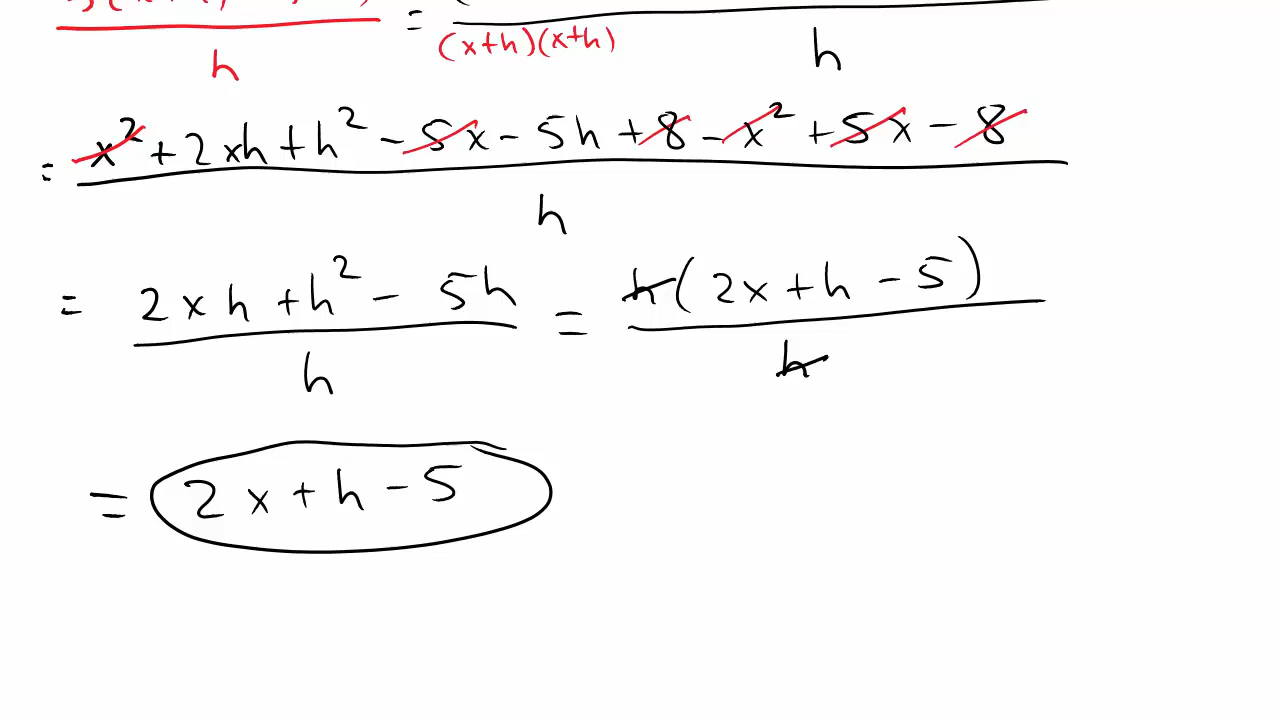 =
(x+h)(x+h)
h
h
= x² + 2xh + h² - 5x - 5h + 8 - x² + 5x - 8
h
= 2xh + h² - 5h = h(2x + h - 5)
h h
= 2x + h - 5